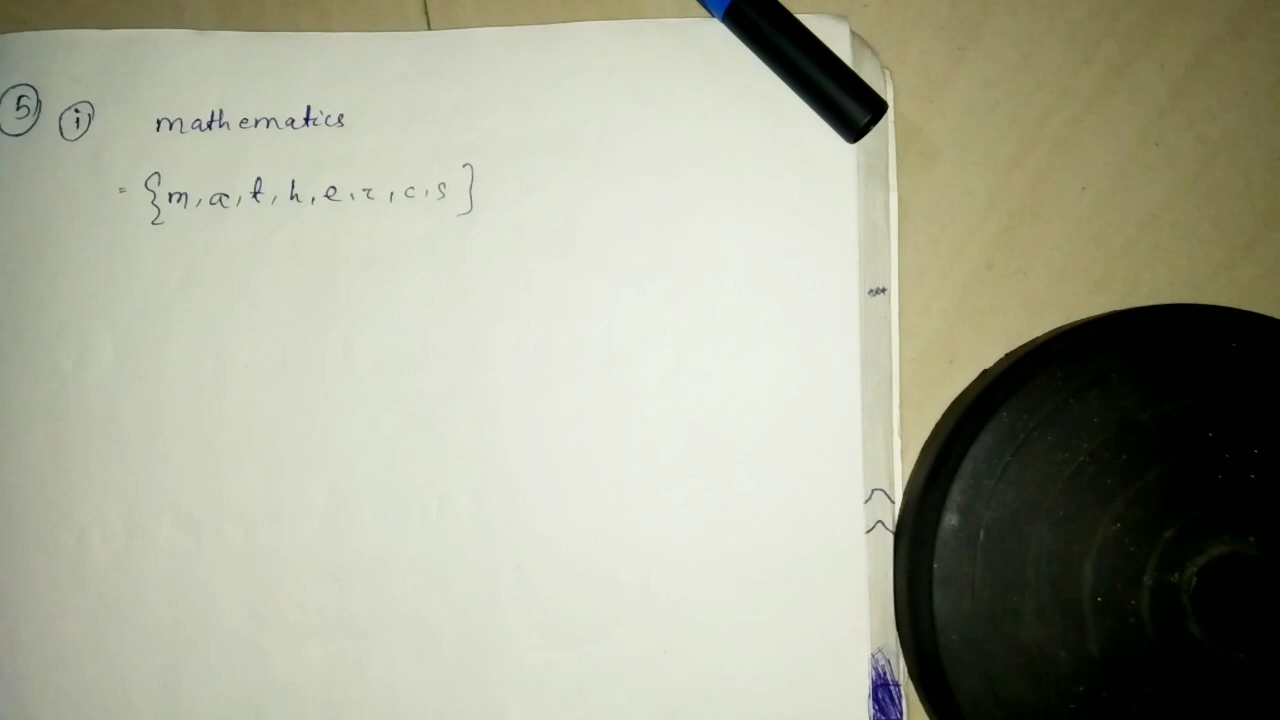 5 i mathematics
= {m, a, t, h, e, i, c, s}